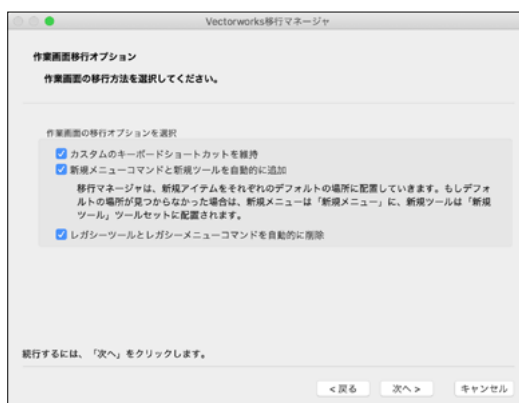 Vectorworks移行マネージャ
作業画面移行オプション
作業画面の移行方法を選択してください。
作業画面の移行オプションを選択
カスタムのキーボードショートカットを維持
新規メニューコマンドと新規ツールを自動的に追加
移行マネージャは、新規アイテムをそれぞれのデフォルトの場所に配置していきます。もしデフォ
ルトの場所が見つからなかった場合は、新規メニューは「新規メニュー」に、新規ツールは「新規
ツール」ツールセットに配置されます。
レガシーツールとレガシーメニューコマンドを自動的に削除
続行するには、「次へ」をクリックします。
<戻る 次へ> キャンセル